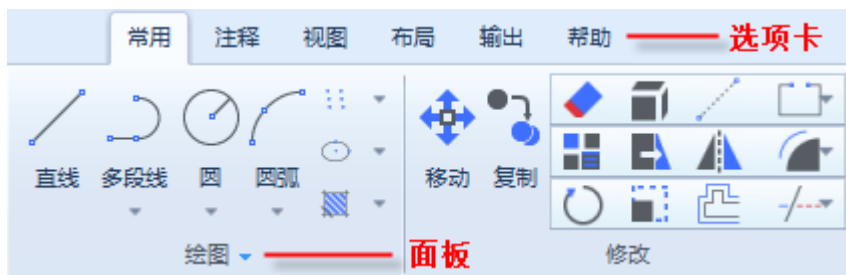 常用 注释 视图 布局 输出 帮助 选项卡
直线 多段线 圆 圆弧 移动 复制
绘图 面板 修改